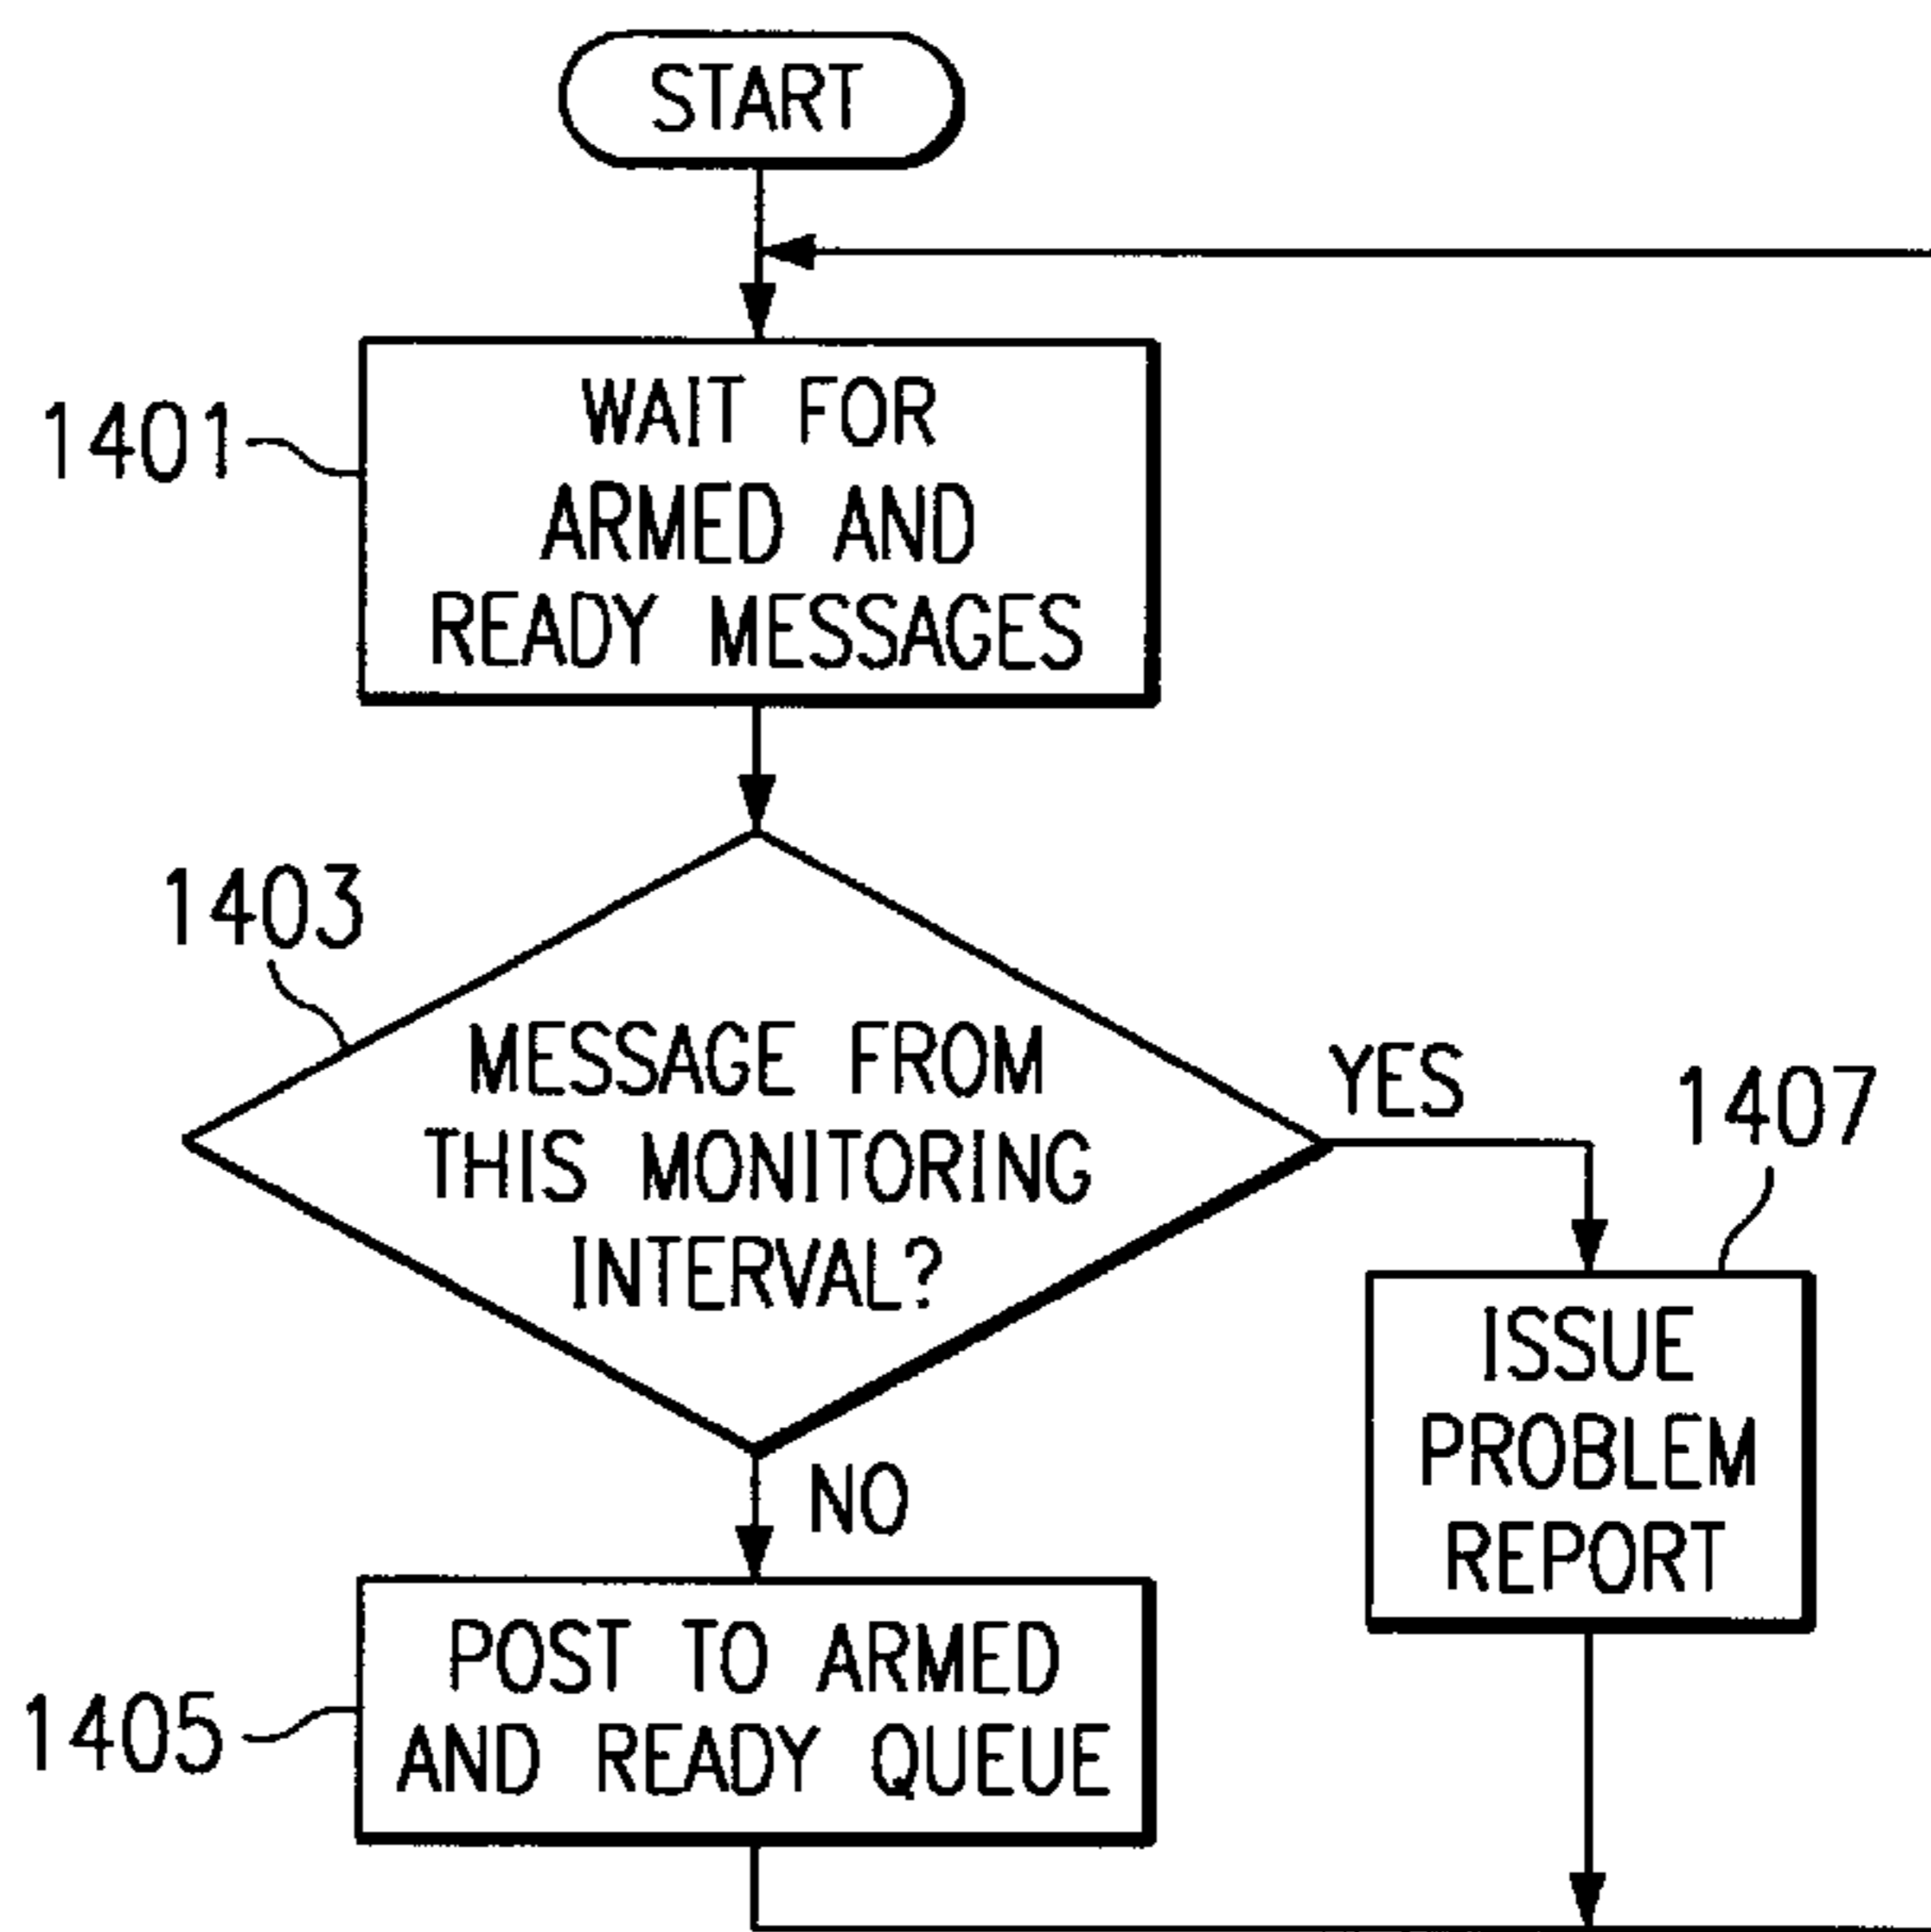 START
1401
WAIT FOR
ARMED AND
READY MESSAGES
1403
MESSAGE FROM
THIS MONITORING
INTERVAL?
YES
1407
ISSUE
PROBLEM
REPORT
NO
1405
POST TO ARMED
AND READY QUEUE